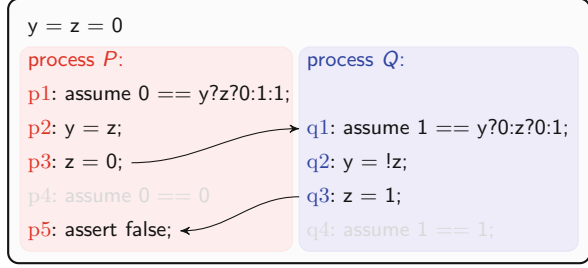 y = z = 0
process P:
p1: assume 0 == y?z?0:1:1;
p2: y = z;
p3: z = 0;
p4: assume 0 == 0
p5: assert false;
process Q:
q1: assume 1 == y?0:z?0:1;
q2: y = !z;
q3: z = 1;
q4: assume 1 == 1;